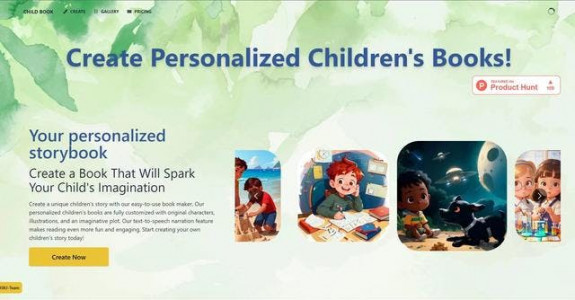 CHILD BOOK
CREATE
GALLERY
PRICING
Create Personalized Children's Books!
FEATURED ON
Product Hunt
Your personalized
storybook
Create a Book That Will Spark
Your Child's Imagination
Create a unique children's story with our easy-to-use book maker. Our
personalized children's books are fully customized with original characters,
illustrations, and an imaginative plot. Our text-to-speech narration feature
makes reading even more fun and engaging. Start creating your own
children's story today!
Create Now